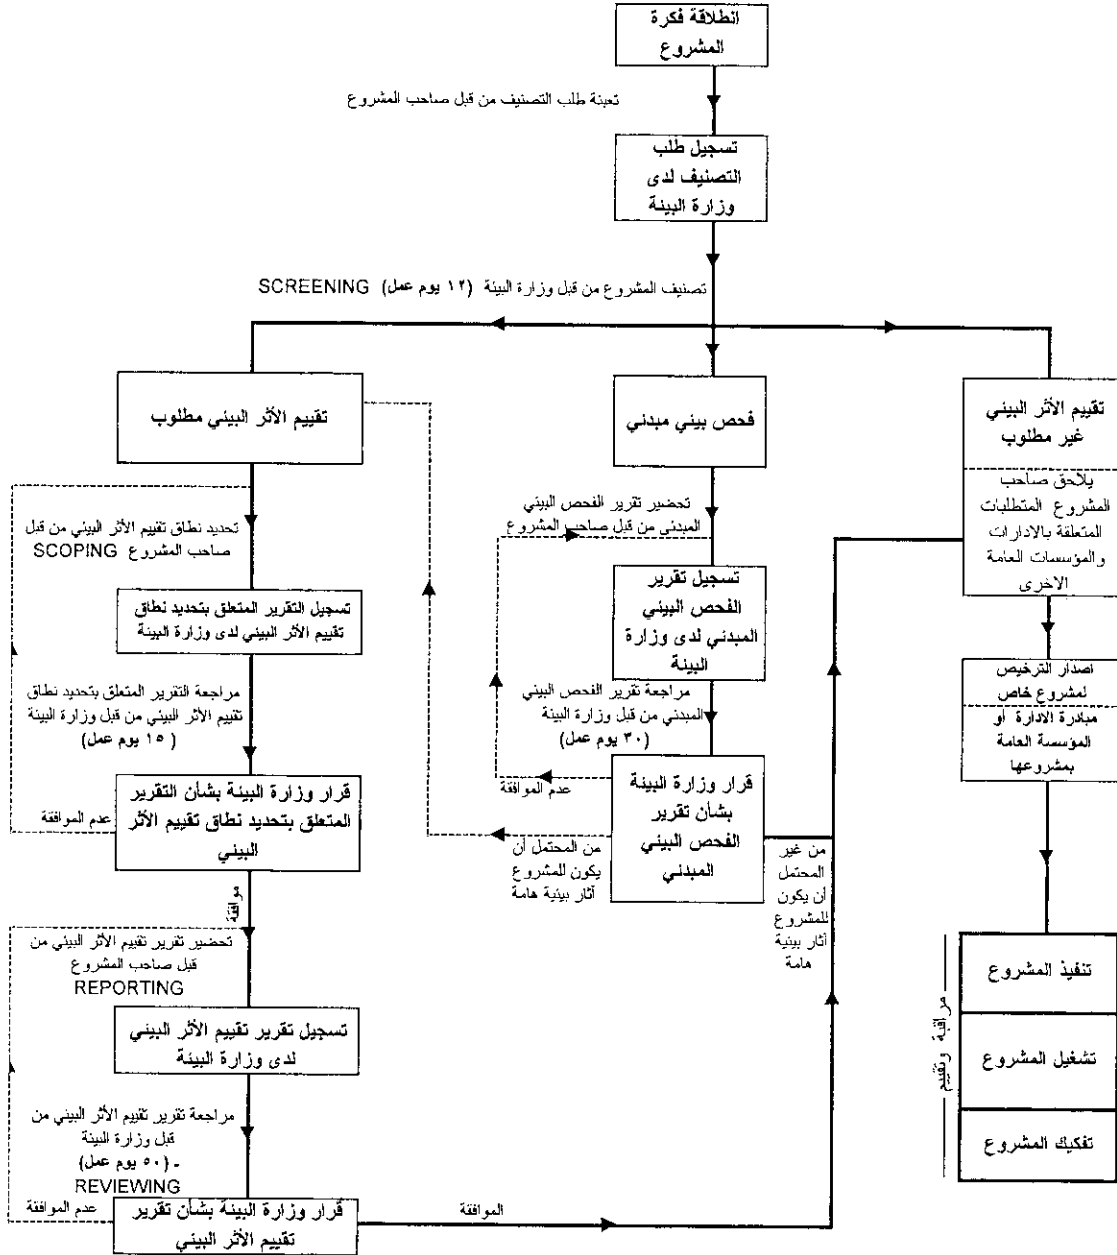 انطلاقة فكرة
المشروع
تعبئة طلب التصنيف من قبل صاحب المشروع
تسجيل طلب
التصنيف لدى
وزارة البيئة
تصنيف المشروع من قبل وزارة البيئة (١٢ يوم عمل) SCREENING
تقييم الأثر البيئي
غير مطلوب
يلاحق صاحب
المشروع المتطلبات
المتعلقة بالادارات
والمؤسسات العامة
الاخرى
اصدار الترخيص
لمشروع خاص
مبادرة الادارة أو
المؤسسة العامة
بمشروعها
تنفيذ المشروع
تشغيل المشروع
تفكيك المشروع
مراقبة وتقييم
فحص بيئي مبدئي
تحضير تقرير الفحص البيئي
المبدئي من قبل صاحب المشروع
تسجيل تقرير
الفحص البيئي
المبدئي لدى وزارة
البيئة
مراجعة تقرير الفحص البيئي
المبدئي من قبل وزارة البيئة
(٣٠ يوم عمل)
قرار وزارة البيئة
بشأن تقرير
الفحص البيئي
المبدئي
عدم الموافقة
من المحتمل أن
يكون للمشروع
آثار بيئية هامة
من غير
المحتمل
أن يكون
للمشروع
آثار بيئية
هامة
تقييم الأثر البيئي مطلوب
تحديد نطاق تقييم الأثر البيئي من قبل
صاحب المشروع SCOPING
تسجيل التقرير المتعلق بتحديد نطاق
تقييم الأثر البيئي لدى وزارة البيئة
مراجعة التقرير المتعلق بتحديد نطاق
تقييم الأثر البيئي من قبل وزارة البيئة
(١٥ يوم عمل)
قرار وزارة البيئة بشأن التقرير
المتعلق بتحديد نطاق تقييم الأثر
البيئي
عدم الموافقة
موافقة
تحضير تقرير تقييم الأثر البيئي من
قبل صاحب المشروع
REPORTING
تسجيل تقرير تقييم الأثر البيئي
لدى وزارة البيئة
مراجعة تقرير تقييم الأثر البيئي من
قبل وزارة البيئة
- (٥٠ يوم عمل)
REVIEWING
قرار وزارة البيئة بشأن تقرير
تقييم الأثر البيئي
عدم الموافقة
الموافقة